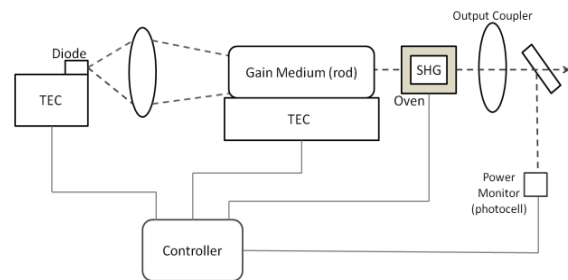 Output Coupler
Diode
TEC
Gain Medium (rod)
SHG
Oven
TEC
Power
Monitor
(photocell)
Controller